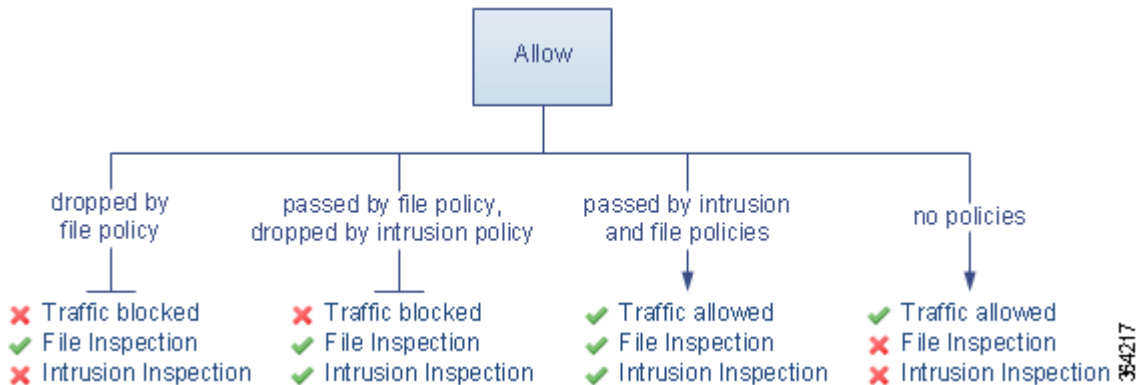 Allow
dropped by
file policy
passed by file policy,
dropped by intrusion policy
passed by intrusion
and file policies
no policies
Traffic blocked
File Inspection
Intrusion Inspection
Traffic blocked
File Inspection
Intrusion Inspection
Traffic allowed
File Inspection
Intrusion Inspection
Traffic allowed
File Inspection
Intrusion Inspection
364217